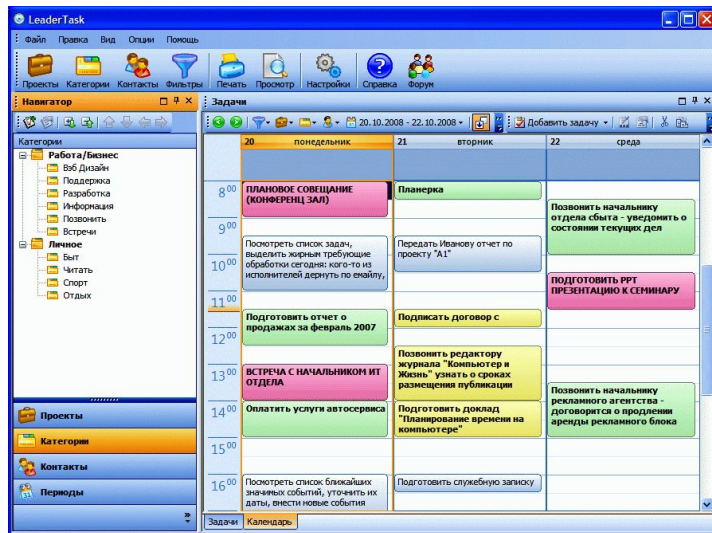 LeaderTask
Файл Правка Вид Опции Помощь
Проекты Категории Контакты Фильтры Печать Просмотр Настройки Справка Форум
Навигатор
Категории
Работа/Бизнес
Вэб Дизайн
Поддержка
Разработка
Информация
Позвонить
Встречи
Личное
Быт
Читать
Спорт
Отдых
Проекты
Категории
Контакты
Периоды
Задачи
20.10.2008 - 22.10.2008 Добавить задачу
20 понедельник 21 вторник 22 среда
8 00
9 00
10 00
11 00
12 00
13 00
14 00
15 00
16 00
ПЛАНОВОЕ СОВЕЩАНИЕ
(КОНФЕРЕНЦ ЗАЛ)
Посмотреть список задач,
выделить жирным требующие
обработки сегодня: кого-то из
исполнителей дернуть по емайлу,
Подготовить отчет о
продажах за февраль 2007
ВСТРЕЧА С НАЧАЛЬНИКОМ ИТ
ОТДЕЛА
Оплатить услуги автосервиса
Посмотреть список ближайших
значимых событий, уточнить их
даты, внести новые события
Планерка
Передать Иванову отчет по
проекту "А1"
Подписать договор с
Позвонить редактору
журнала "Компьютер и
Жизнь" узнать о сроках
размещения публикации
Подготовить доклад
"Планирование времени на
компьютере"
Подготовить служебную записку
Позвонить начальнику
отдела сбыта - уведомить о
состоянии текущих дел
ПОДГОТОВИТЬ PPT
ПРЕЗЕНТАЦИЮ К СЕМИНАРУ
Позвонить начальнику
рекламного агентства -
договорится о продлении
аренды рекламного блока
Задачи Календарь